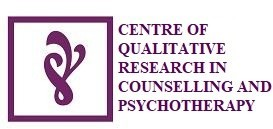 CENTRE OF
QUALITATIVE
RESEARCH IN
COUNSELLING AND
PSYCHOTHERAPY